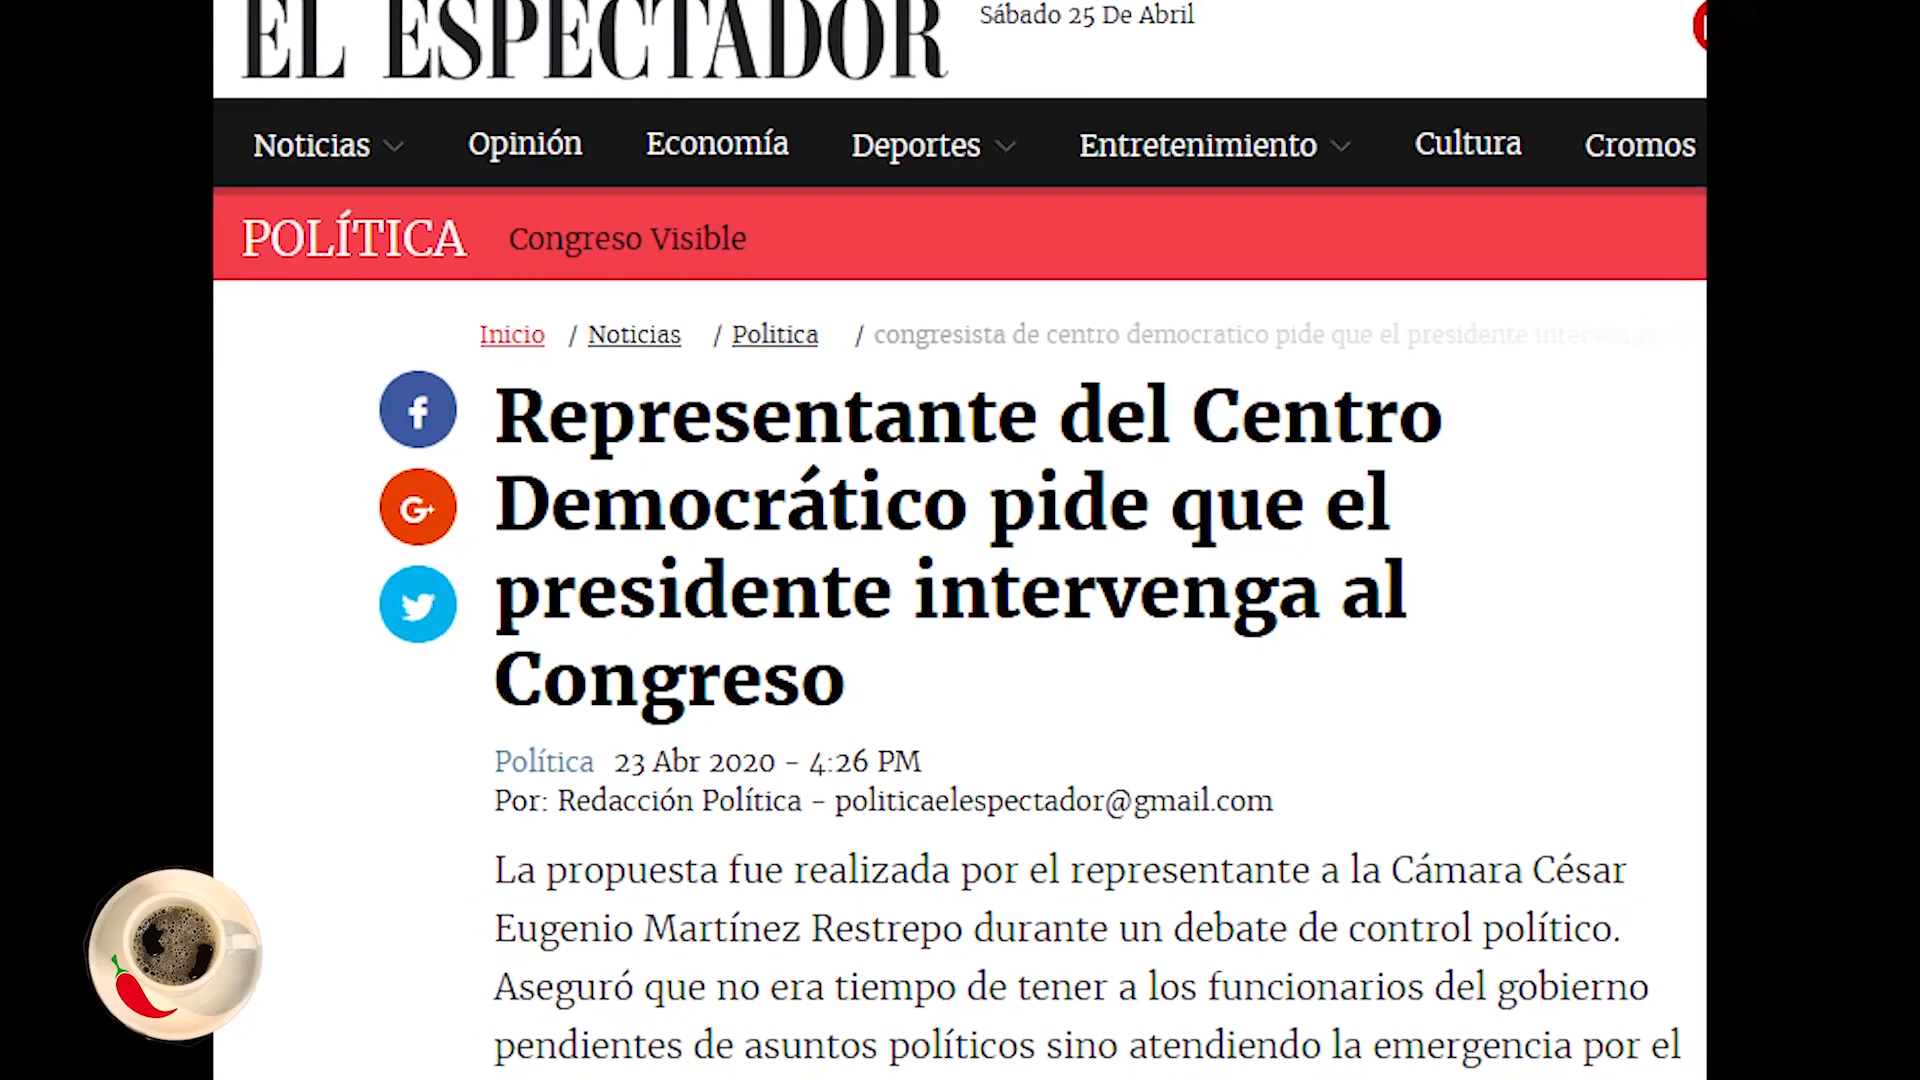 EL ESPECTADOR
Sábado 25 De Abril
Noticias Opinión Economía Deportes Entretenimiento Cultura Cromos
POLÍTICA Congreso Visible
Inicio / Noticias / Politica / congresista de centro democratico pide que el presidente intervenga al
Representante del Centro
Democrático pide que el
presidente intervenga al
Congreso
Política 23 Abr 2020 - 4:26 PM
Por: Redacción Política - politicaelespectador@gmail.com
La propuesta fue realizada por el representante a la Cámara César
Eugenio Martínez Restrepo durante un debate de control político.
Aseguró que no era tiempo de tener a los funcionarios del gobierno
pendientes de asuntos políticos sino atendiendo la emergencia por el